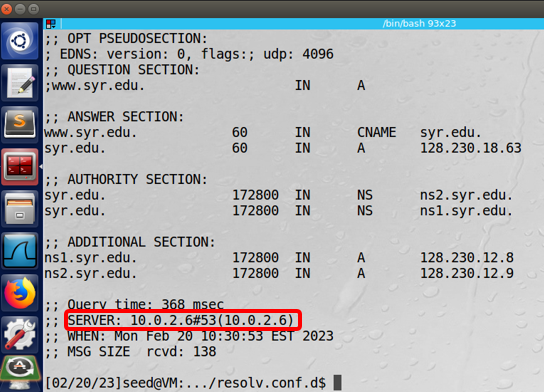 /bin/bash 93x23
;; OPT PSEUDOSECTION:
; EDNS: version: 0, flags:; udp: 4096
;; QUESTION SECTION:
;www.syr.edu. IN A
;; ANSWER SECTION:
www.syr.edu. 60 IN CNAME syr.edu.
syr.edu. 60 IN A 128.230.18.63
;; AUTHORITY SECTION:
syr.edu. 172800 IN NS ns2.syr.edu.
syr.edu. 172800 IN NS ns1.syr.edu.
;; ADDITIONAL SECTION:
ns1.syr.edu. 172800 IN A 128.230.12.8
ns2.syr.edu. 172800 IN A 128.230.12.9
;; Query time: 368 msec
;; SERVER: 10.0.2.6#53(10.0.2.6)
;; WHEN: Mon Feb 20 10:30:53 EST 2023
;; MSG SIZE rcvd: 138
[02/20/23]seed@VM:.../resolv.conf.d$